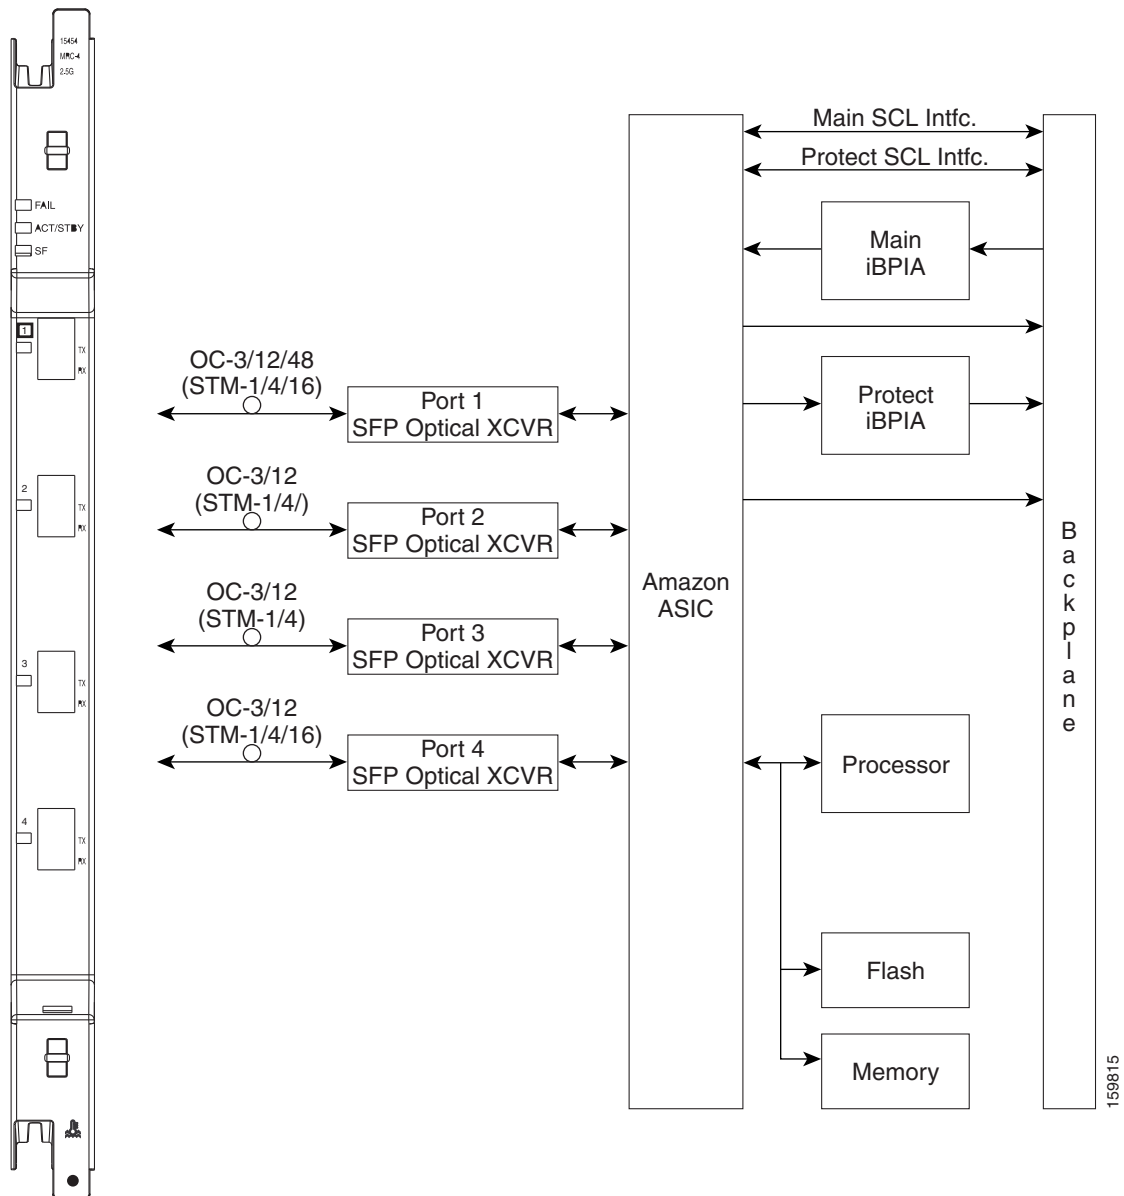 15454
MRC-4
2.5G
FAIL
ACT/STBY
SF
1
TX
RX
2
TX
RX
3
TX
RX
4
TX
RX
OC-3/12/48
(STM-1/4/16)
Port 1
SFP Optical XCVR
OC-3/12
(STM-1/4/)
Port 2
SFP Optical XCVR
OC-3/12
(STM-1/4)
Port 3
SFP Optical XCVR
OC-3/12
(STM-1/4/16)
Port 4
SFP Optical XCVR
Amazon
ASIC
Main SCL Intfc.
Protect SCL Intfc.
Main
iBPIA
Protect
iBPIA
Processor
Flash
Memory
Backplane
159815